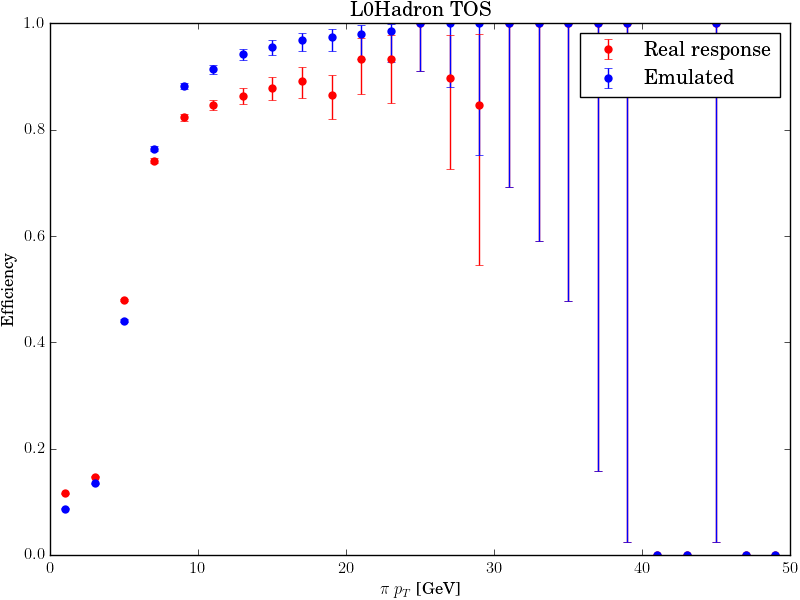 L0Hadron TOS
1.0
0.8
0.6
0.4
0.2
0.0
Efficiency
Real response
Emulated
0 10 20 30 40 50
π p_T [GeV]